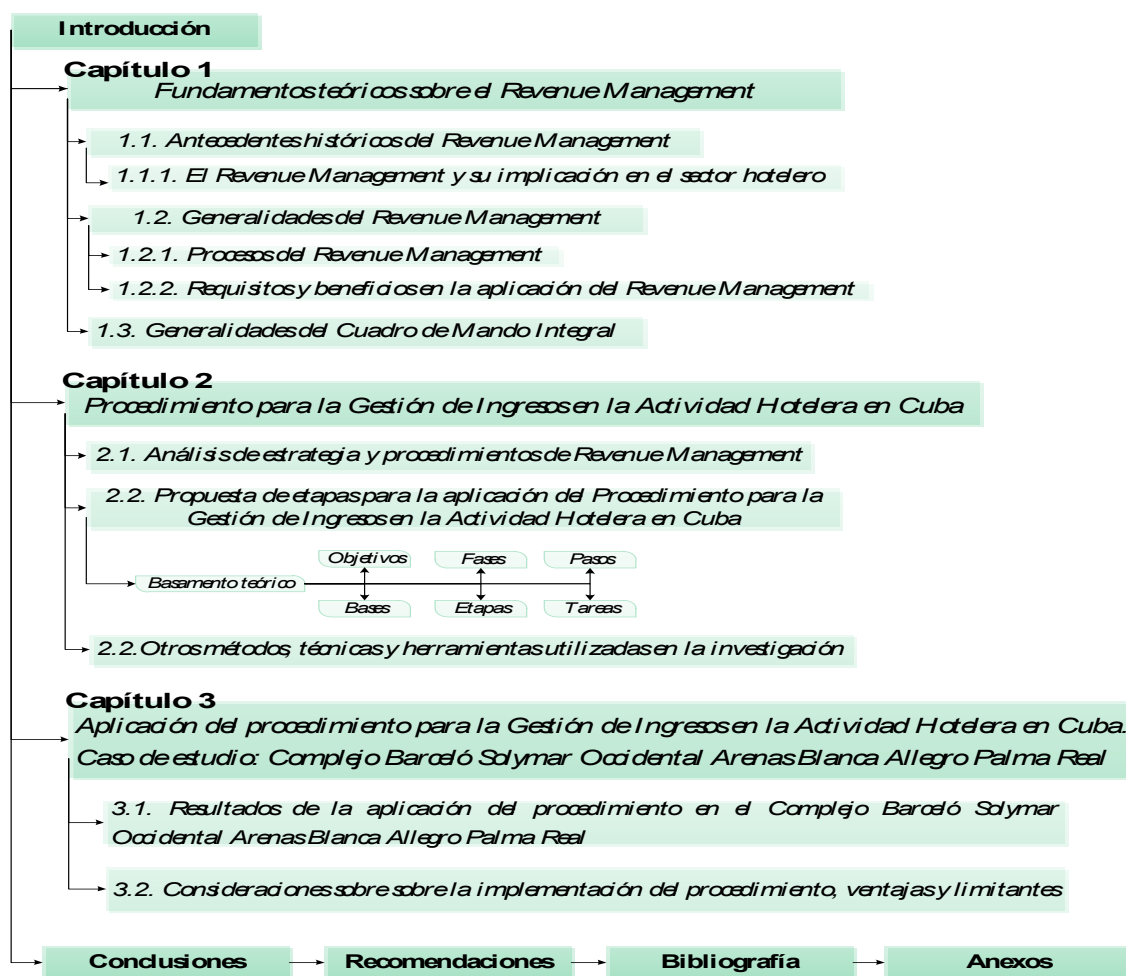 Introducción
Capítulo 1
Fundamentos teóricos sobre el Revenue Management
1.1. Antecedentes históricos del Revenue Management
1.1.1. El Revenue Management y su implicación en el sector hotelero
1.2. Generalidades del Revenue Management
1.2.1. Procesos del Revenue Management
1.2.2. Requisitos y beneficios en la aplicación del Revenue Management
1.3. Generalidades del Cuadro de Mando Integral
Capítulo 2
Procedimiento para la Gestión de Ingresos en la Actividad Hotelera en Cuba
2.1. Análisis de estrategia y procedimientos de Revenue Management
2.2. Propuesta de etapas para la aplicación del Procedimiento para la
Gestión de Ingresos en la Actividad Hotelera en Cuba
Objetivos Fases Pasos
Basamento teórico
Bases Etapas Tareas
2.2.Otros métodos, técnicas y herramientas utilizadas en la investigación
Capítulo 3
Aplicación del procedimiento para la Gestión de Ingresos en la Actividad Hotelera en Cuba.
Caso de estudio: Complejo Barceló Solymar Occidental Arenas Blanca Allegro Palma Real
3.1. Resultados de la aplicación del procedimiento en el Complejo Barceló Solymar
Occidental Arenas Blanca Allegro Palma Real
3.2. Consideraciones sobre sobre la implementación del procedimiento, ventajas y limitantes
Conclusiones Recomendaciones Bibliografía Anexos